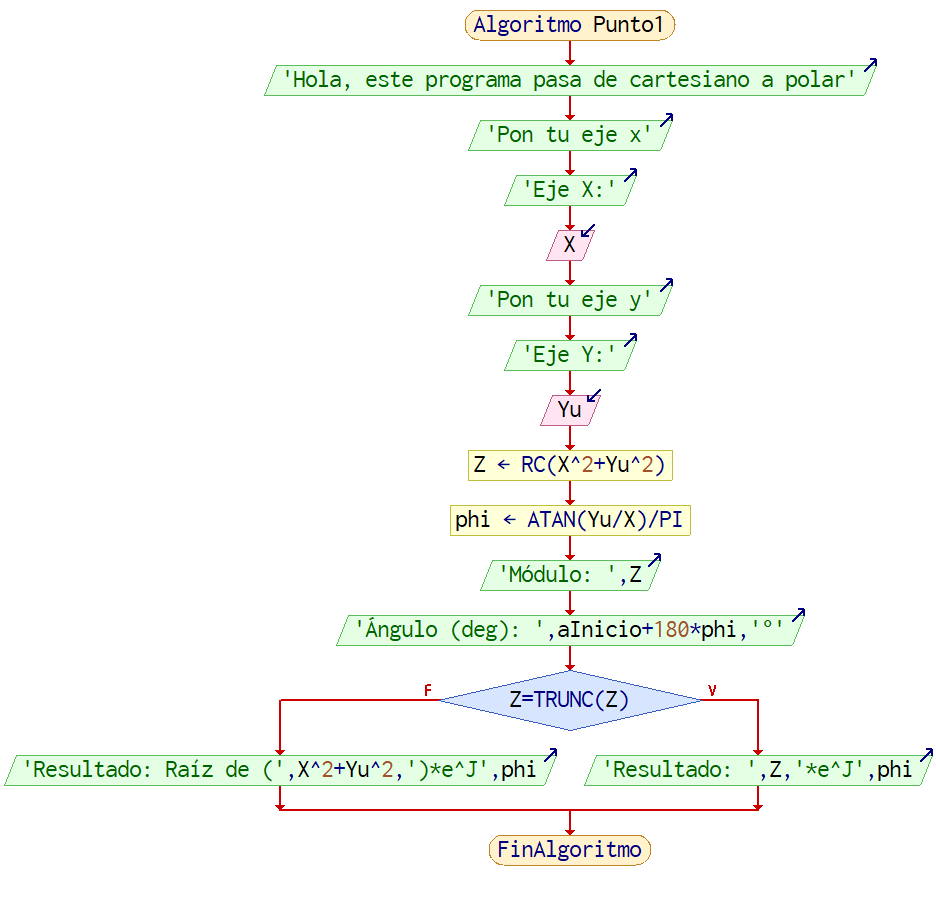 Algoritmo Punto1
'Hola, este programa pasa de cartesiano a polar'
'Pon tu eje x'
'Eje X:'
X
'Pon tu eje y'
'Eje Y:'
Yu
Z ← RC(X^2+Yu^2)
phi ← ATAN(Yu/X)/PI
'Módulo: ',Z
'Ángulo (deg): ',aInicio+180*phi,'º'
Z=TRUNC(Z)
F
V
'Resultado: Raíz de (',X^2+Yu^2,')*e^J',phi
'Resultado: ',Z,'*e^J',phi
FinAlgoritmo